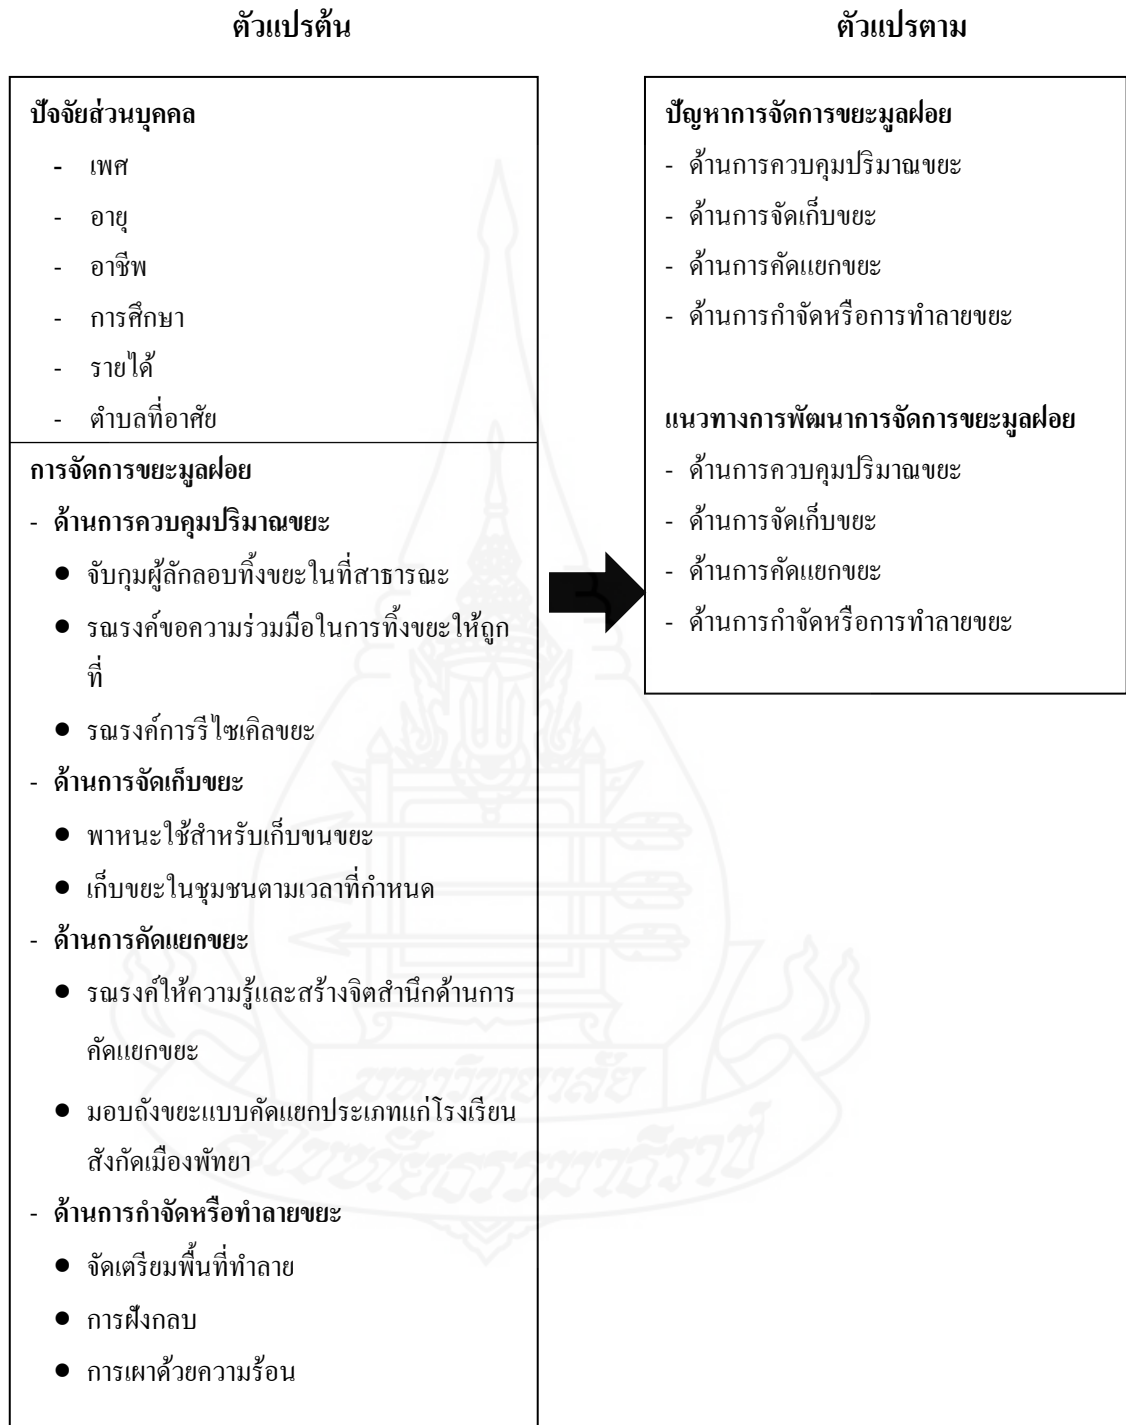 ตัวแปรต้น
ตัวแปรตาม
ปัจจัยส่วนบุคคล
- เพศ
- อายุ
- อาชีพ
- การศึกษา
- รายได้
- ตำบลที่อาศัย
การจัดการขยะมูลฝอย
- ด้านการควบคุมปริมาณขยะ
● จับกุมผู้ลักลอบทิ้งขยะในที่สาธารณะ
● รณรงค์ขอความร่วมมือในการทิ้งขยะให้ถูก
ที่
● รณรงค์การรีไซเคิลขยะ
- ด้านการจัดเก็บขยะ
● พาหนะใช้สำหรับเก็บขนขยะ
● เก็บขยะในชุมชนตามเวลาที่กำหนด
- ด้านการคัดแยกขยะ
● รณรงค์ให้ความรู้และสร้างจิตสำนึกด้านการ
คัดแยกขยะ
● มอบถังขยะแบบคัดแยกประเภทแก่โรงเรียน
สังกัดเมืองพัทยา
- ด้านการกำจัดหรือทำลายขยะ
● จัดเตรียมพื้นที่ทำลาย
● การฝังกลบ
● การเผาด้วยความร้อน
ปัญหาการจัดการขยะมูลฝอย
- ด้านการควบคุมปริมาณขยะ
- ด้านการจัดเก็บขยะ
- ด้านการคัดแยกขยะ
- ด้านการกำจัดหรือการทำลายขยะ
แนวทางการพัฒนาการจัดการขยะมูลฝอย
- ด้านการควบคุมปริมาณขยะ
- ด้านการจัดเก็บขยะ
- ด้านการคัดแยกขยะ
- ด้านการกำจัดหรือการทำลายขยะ
มหาวิทยาลัย
สุโขทัยธรรมาธิราช